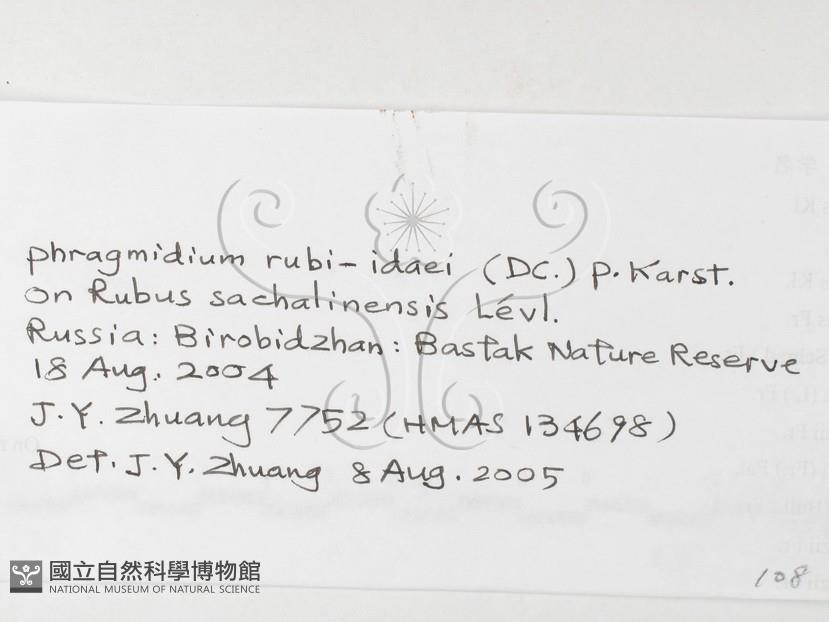 phragmidium rubi-idaei (DC.) P. Karst.
on Rubus sachalinensis Lévl.
Russia: Birobidzhan: Bastak Nature Reserve
18 Aug. 2004
J.Y. Zhuang 7752 (HMAS 134698)
Det. J.Y. Zhuang 8 Aug. 2005
108
國立自然科學博物館
NATIONAL MUSEUM OF NATURAL SCIENCE